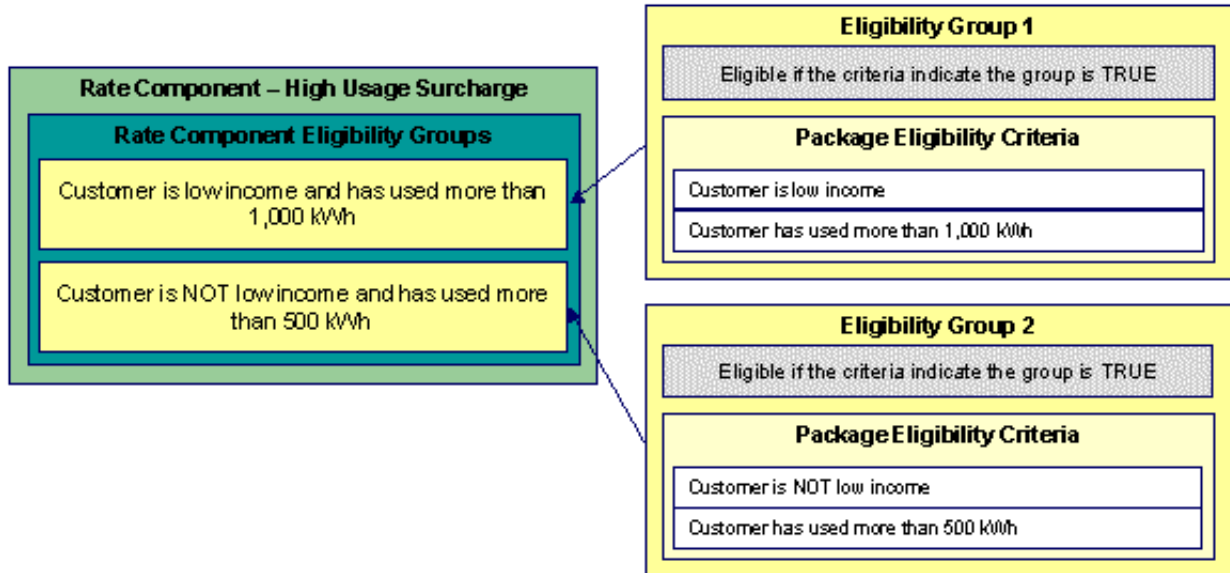 Rate Component – High Usage Surcharge
Rate Component Eligibility Groups
Customer is low income and has used more than
1,000 kWh
Customer is NOT low income and has used more
than 500 kWh
Eligibility Group 1
Eligible if the criteria indicate the group is TRUE
Package Eligibility Criteria
Customer is low income
Customer has used more than 1,000 kWh
Eligibility Group 2
Eligible if the criteria indicate the group is TRUE
Package Eligibility Criteria
Customer is NOT low income
Customer has used more than 500 kWh